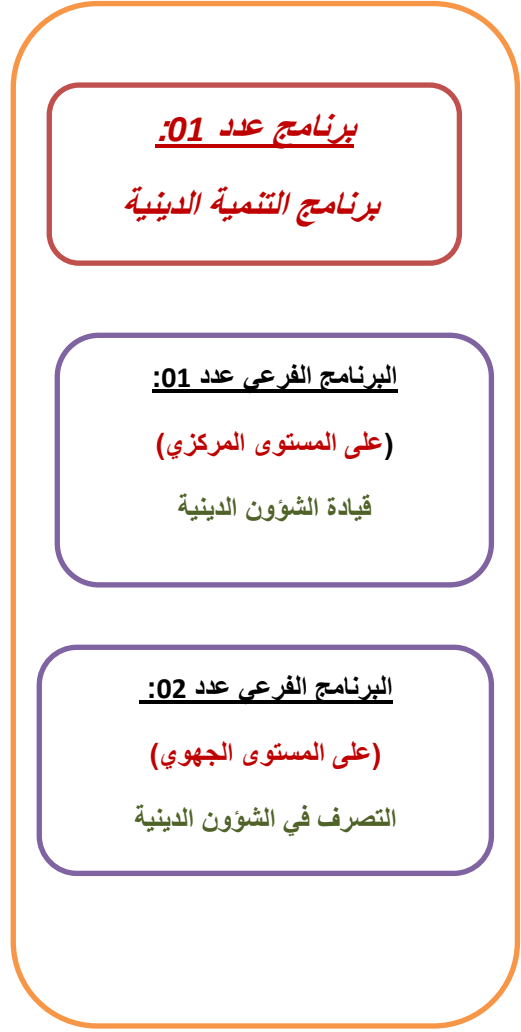 برنامج عدد 01:
برنامج التنمية الدينية
البرنامج الفرعي عدد 01:
(على المستوى المركزي)
قيادة الشؤون الدينية
البرنامج الفرعي عدد 02:
(على المستوى الجهوي)
التصرف في الشؤون الدينية